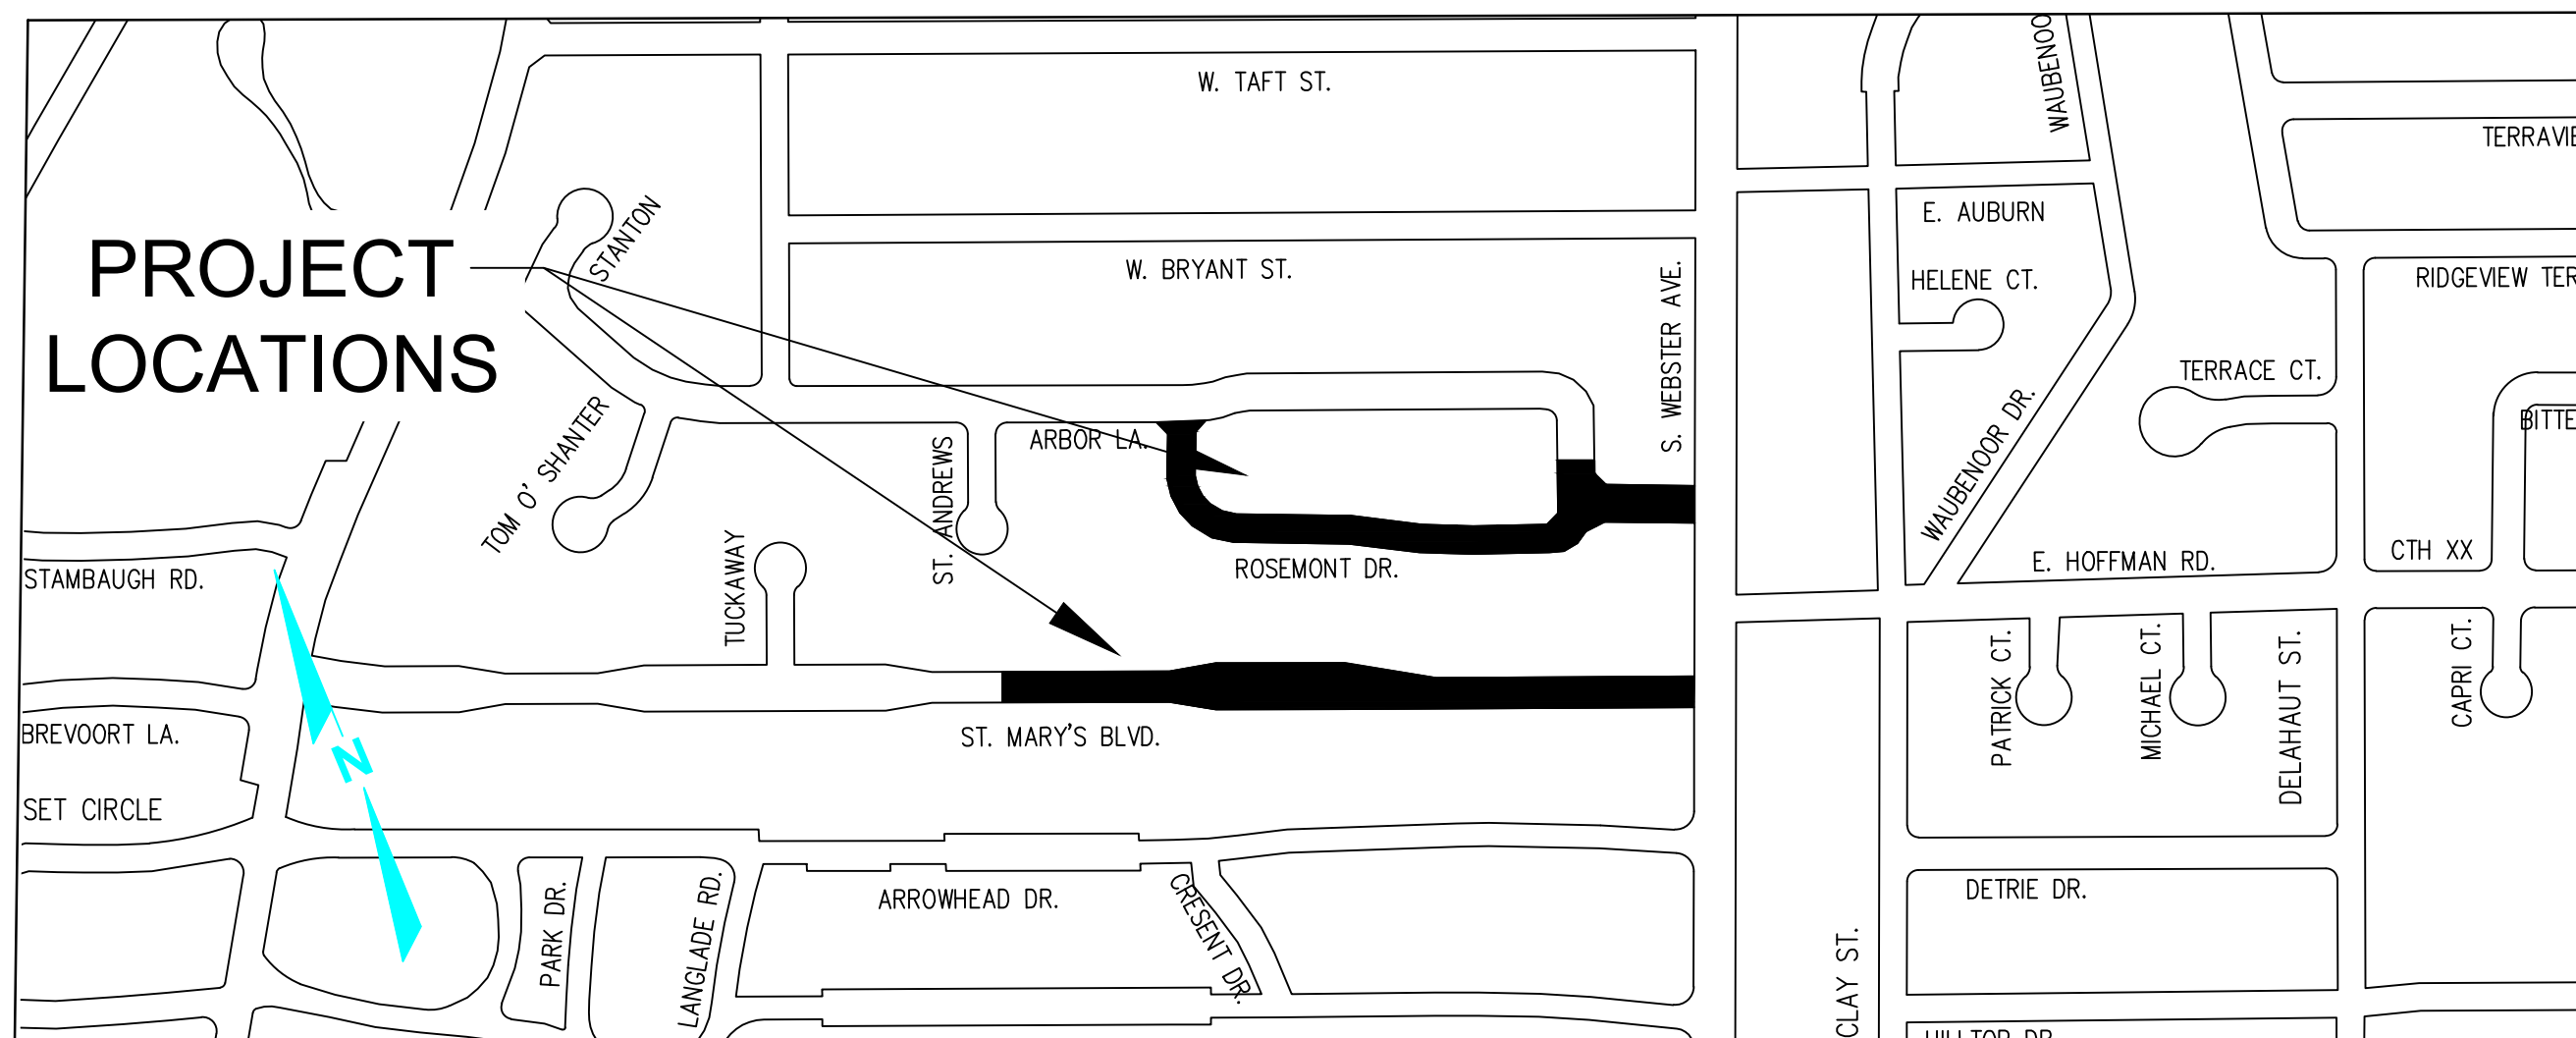 W. TAFT ST.
WAUBENOO
TERRAVIE
PROJECT
LOCATIONS
STANTON
W. BRYANT ST.
S. WEBSTER AVE.
E. AUBURN
HELENE CT.
RIDGEVIEW TER
TERRACE CT.
BITTE
TOM O' SHANTER
ST. ANDREWS
ARBOR LA.
WAUBENOOR DR.
STAMBAUGH RD.
TUCKAWAY
ROSEMONT DR.
E. HOFFMAN RD.
CTH XX
N
BREVOORT LA.
ST. MARY'S BLVD.
PATRICK CT.
MICHAEL CT.
DELAHAUT ST.
CAPRI CT.
SET CIRCLE
PARK DR.
LANGLADE RD.
ARROWHEAD DR.
CRESENT DR.
CLAY ST.
DETRIE DR.
HILLTOP DR